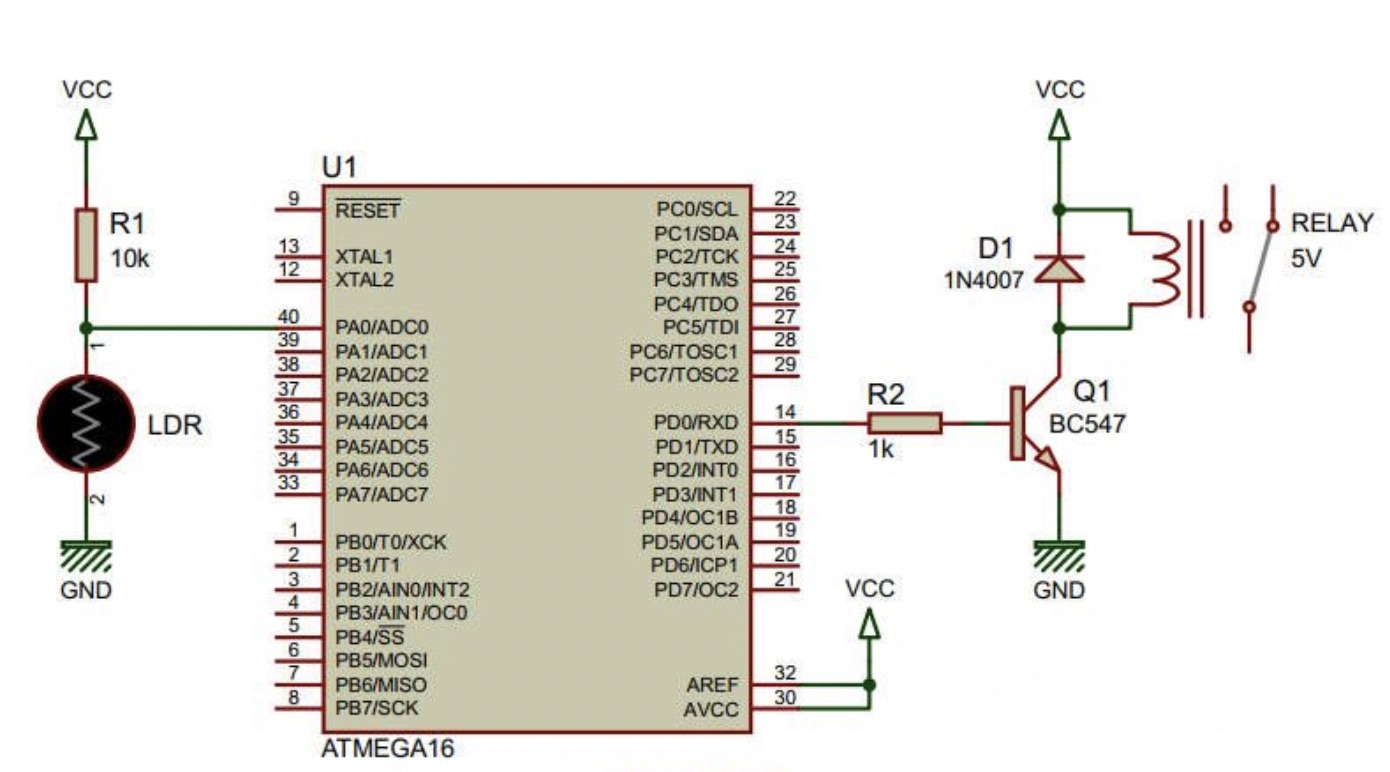 VCC
R1
10k
1
LDR
2
GND
U1
9 RESET
13 XTAL1
12 XTAL2
40 PA0/ADC0
39 PA1/ADC1
38 PA2/ADC2
37 PA3/ADC3
36 PA4/ADC4
35 PA5/ADC5
34 PA6/ADC6
33 PA7/ADC7
1 PB0/T0/XCK
2 PB1/T1
3 PB2/AIN0/INT2
4 PB3/AIN1/OC0
5 PB4/SS
6 PB5/MOSI
7 PB6/MISO
8 PB7/SCK
PC0/SCL 22
PC1/SDA 23
PC2/TCK 24
PC3/TMS 25
PC4/TDO 26
PC5/TDI 27
PC6/TOSC1 28
PC7/TOSC2 29
PD0/RXD 14
PD1/TXD 15
PD2/INT0 16
PD3/INT1 17
PD4/OC1B 18
PD5/OC1A 19
PD6/ICP1 20
PD7/OC2 21
AREF 32
AVCC 30
ATMEGA16
VCC
R2
1k
VCC
D1
1N4007
RELAY
5V
Q1
BC547
GND